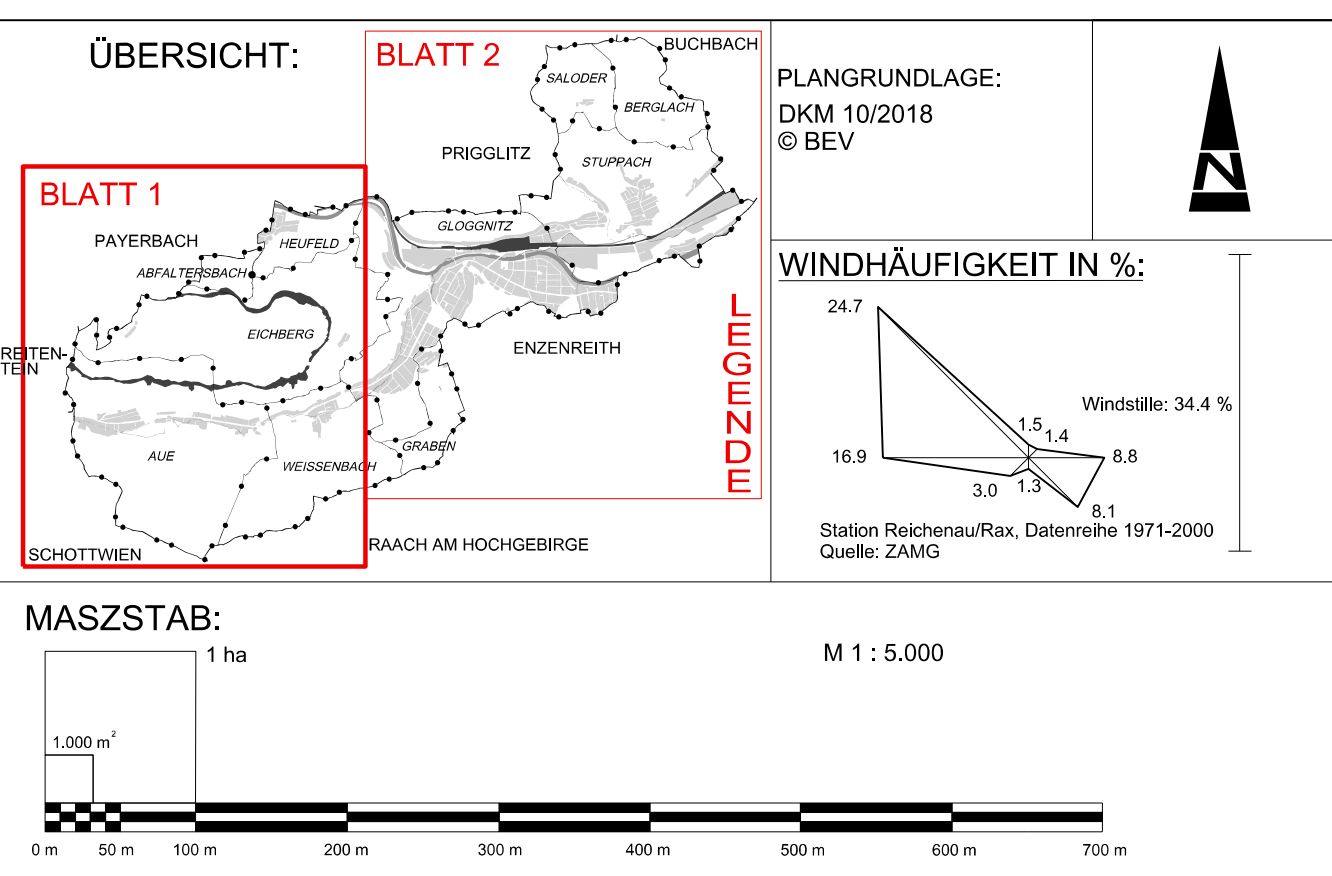 ÜBERSICHT:
BLATT 2
BUCHBACH
SALODER
BERGLACH
PRIGGLITZ
STUPPACH
BLATT 1
GLOGGNITZ
PAYERBACH
HEUFELD
ABFALTERSBACH
EICHBERG
REITEN-
TEIN
ENZENREITH
LEGENDE
AUE
WEISSENBACH
GRABEN
SCHOTTWIEN
RAACH AM HOCHGEBIRGE
PLANGRUNDLAGE:
DKM 10/2018
© BEV
N
WINDHÄUFIGKEIT IN %:
24.7
Windstille: 34.4 %
1.5
1.4
16.9
8.8
3.0
1.3
8.1
Station Reichenau/Rax, Datenreihe 1971-2000
Quelle: ZAMG
MASZSTAB:
1 ha
M 1 : 5.000
1.000 m²
0 m 50 m 100 m 200 m 300 m 400 m 500 m 600 m 700 m